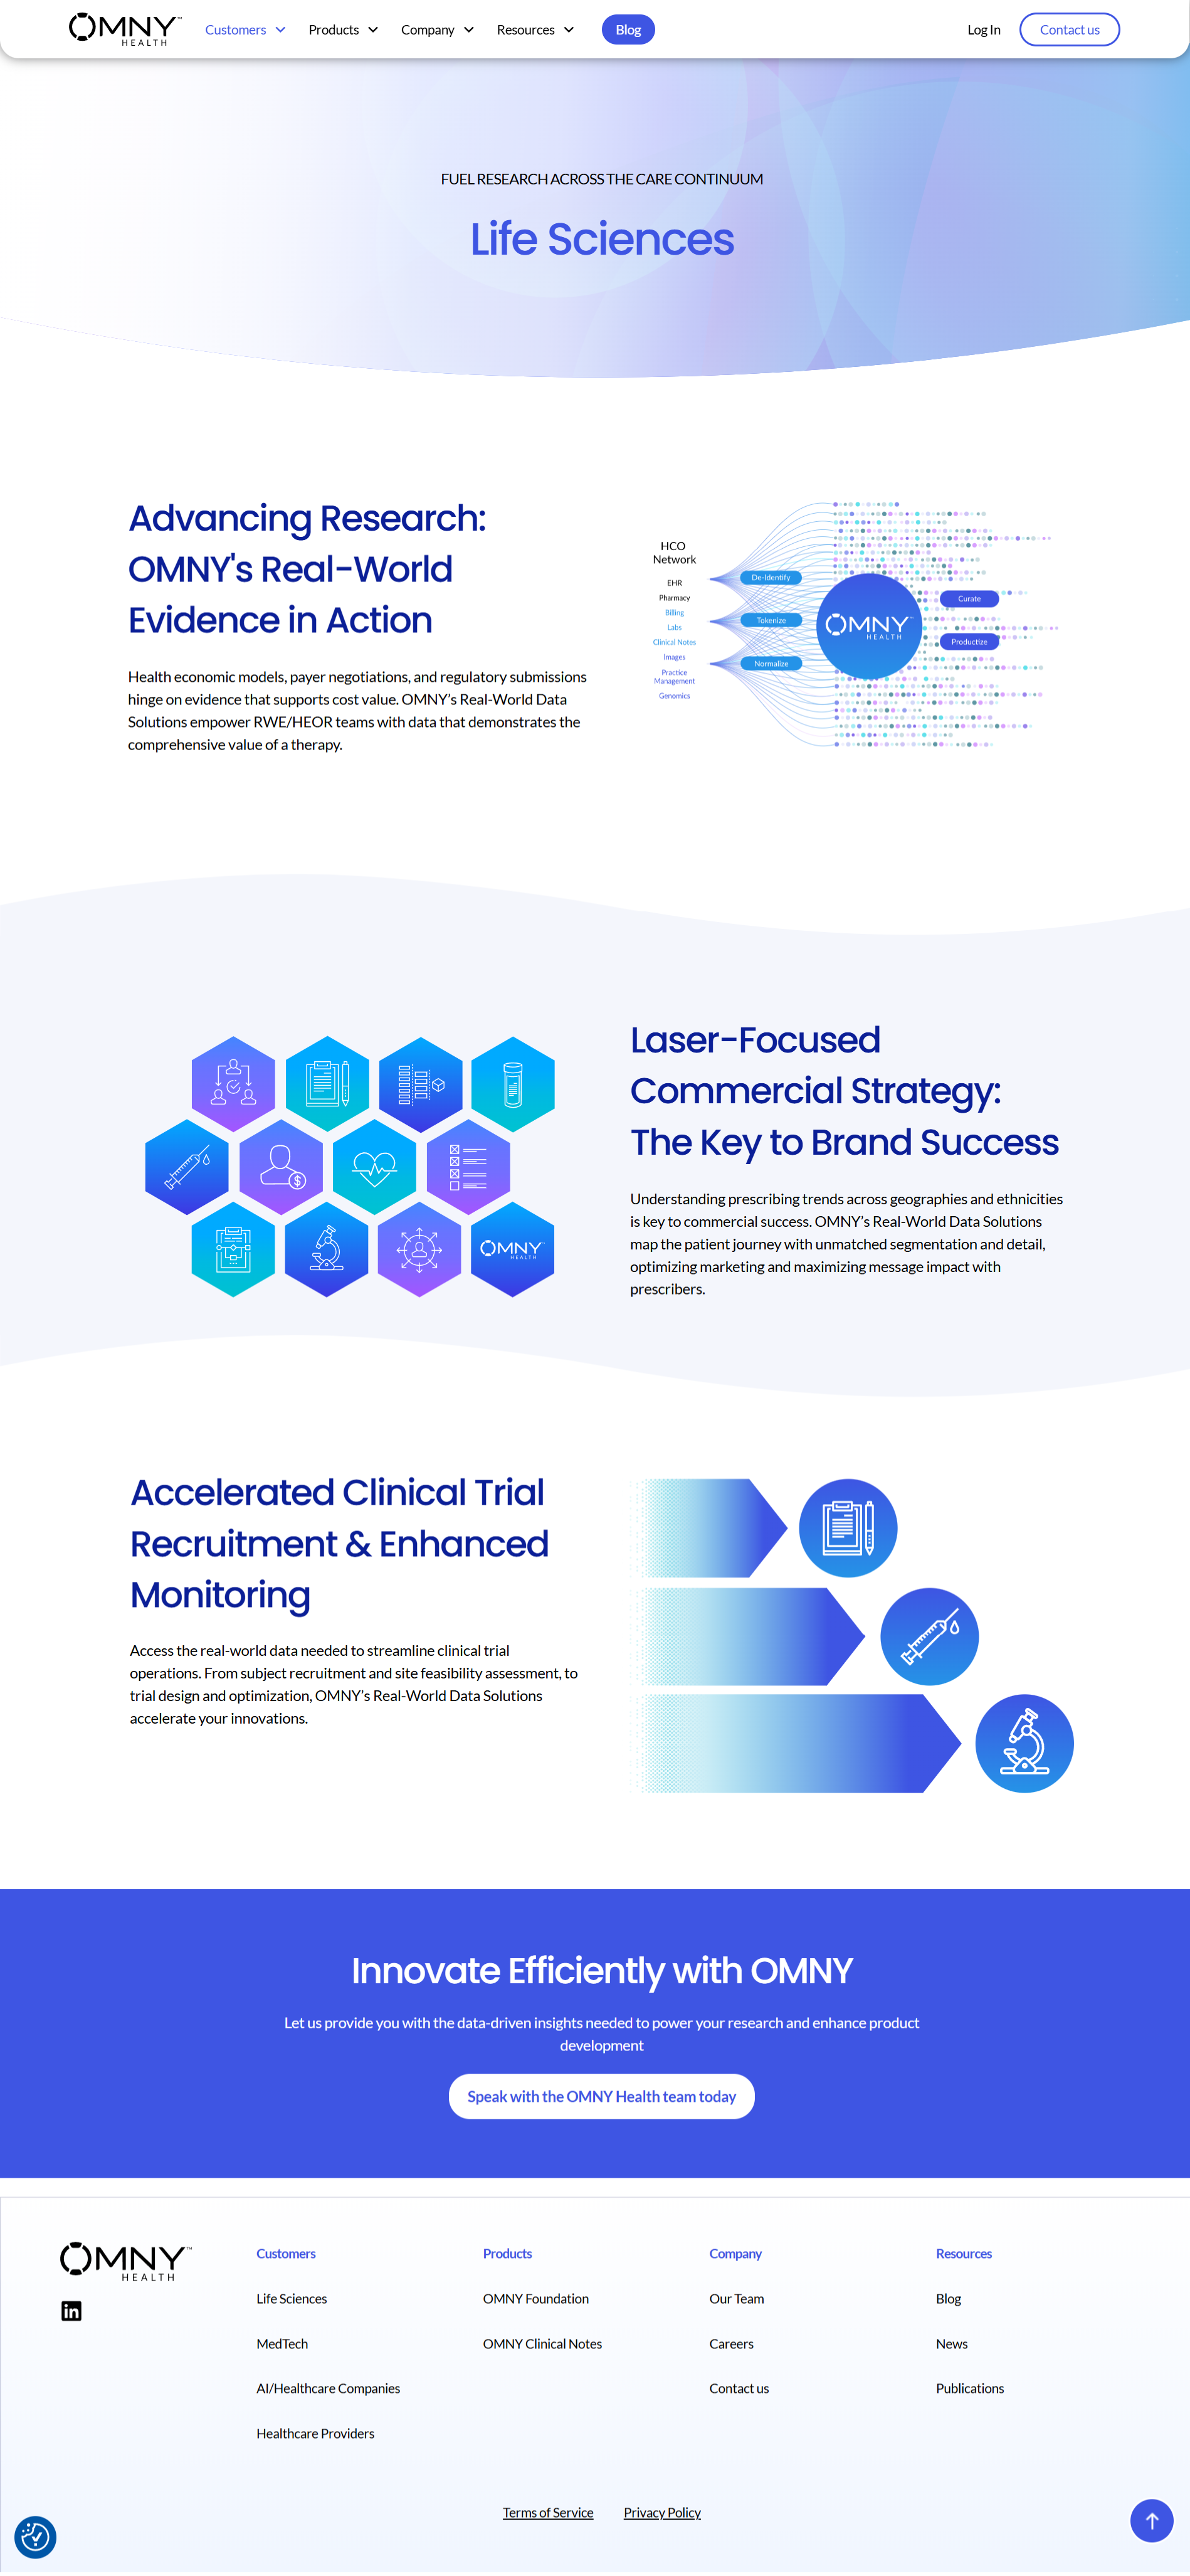 OMNY™
HEALTH
Customers
Products
Company
Resources
Blog
Log In
Contact us
FUEL RESEARCH ACROSS THE CARE CONTINUUM
Life Sciences
Advancing Research:
OMNY's Real-World
Evidence in Action
Health economic models, payer negotiations, and regulatory submissions
hinge on evidence that supports cost value. OMNY’s Real-World Data
Solutions empower RWE/HEOR teams with data that demonstrates the
comprehensive value of a therapy.
HCO
Network
EHR
Pharmacy
Billing
Labs
Clinical Notes
Images
Practice
Management
Genomics
De-Identify
Tokenize
Normalize
OMNY™
HEALTH
Curate
Productize
OMNY™
HEALTH
Laser-Focused
Commercial Strategy:
The Key to Brand Success
Understanding prescribing trends across geographies and ethnicities
is key to commercial success. OMNY’s Real-World Data Solutions
map the patient journey with unmatched segmentation and detail,
optimizing marketing and maximizing message impact with
prescribers.
Accelerated Clinical Trial
Recruitment & Enhanced
Monitoring
Access the real-world data needed to streamline clinical trial
operations. From subject recruitment and site feasibility assessment, to
trial design and optimization, OMNY’s Real-World Data Solutions
accelerate your innovations.
Innovate Efficiently with OMNY
Let us provide you with the data-driven insights needed to power your research and enhance product
development
Speak with the OMNY Health team today
OMNY™
HEALTH
in
Customers
Life Sciences
MedTech
AI/Healthcare Companies
Healthcare Providers
Products
OMNY Foundation
OMNY Clinical Notes
Company
Our Team
Careers
Contact us
Resources
Blog
News
Publications
Terms of Service
Privacy Policy